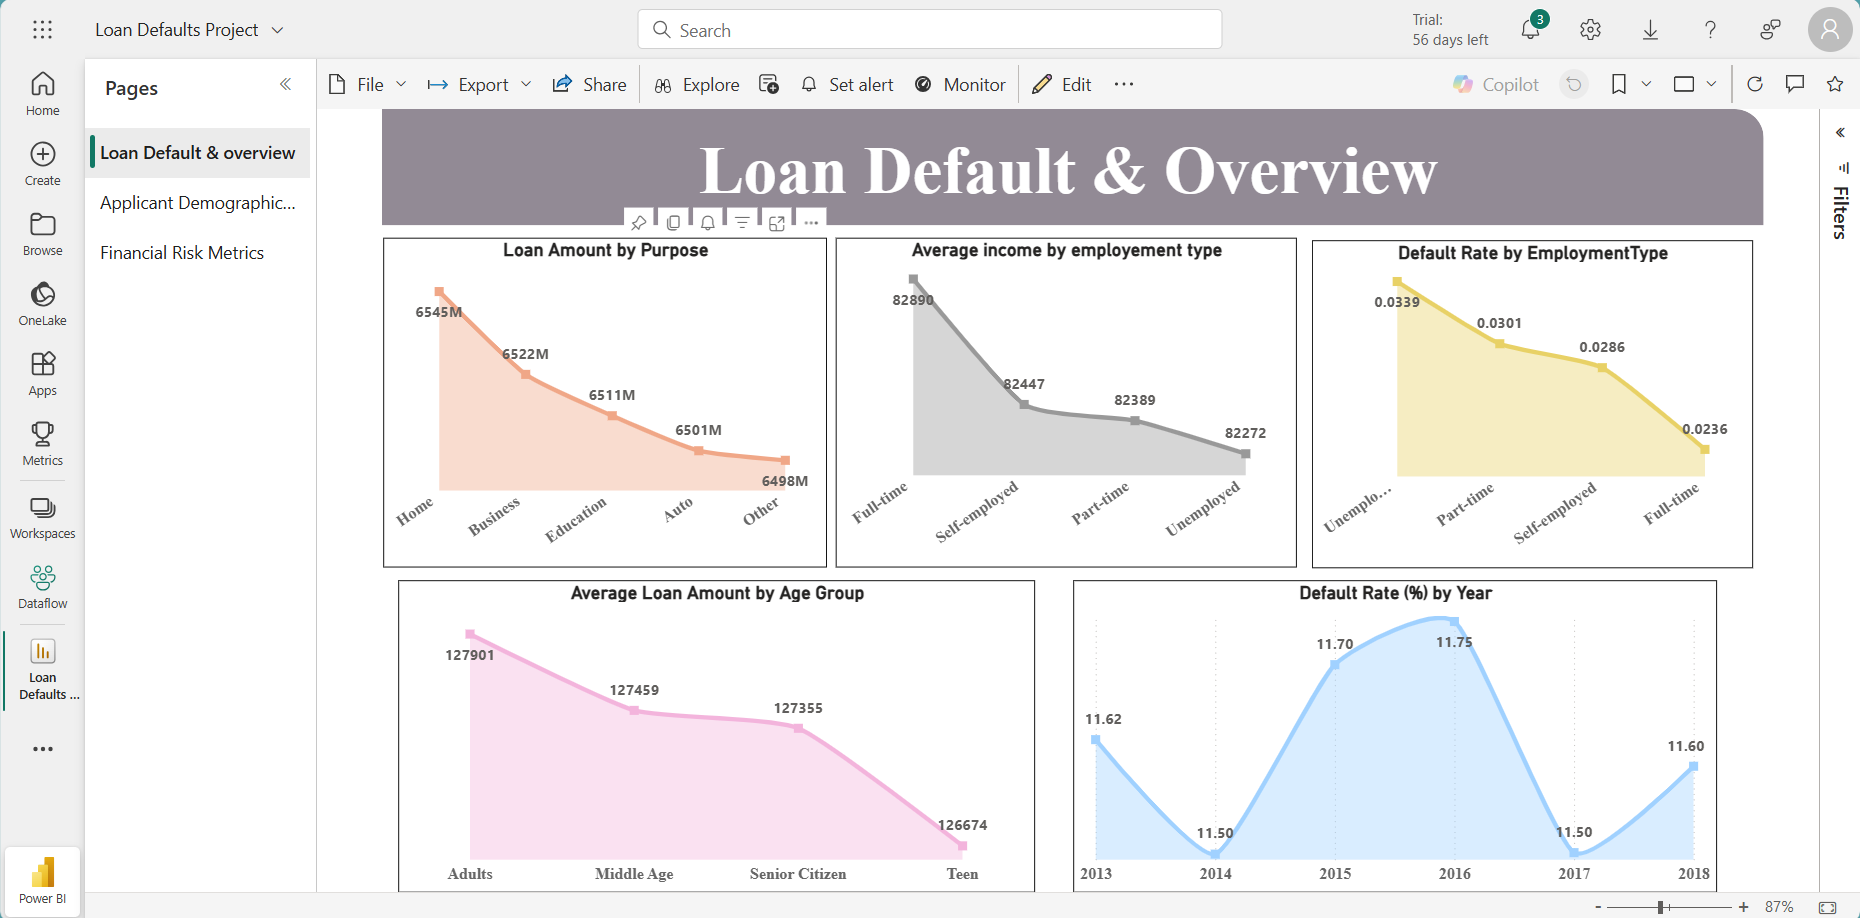 Loan Defaults Project
Search
Trial:
56 days left
3
Home
Create
Browse
OneLake
Apps
Metrics
Workspaces
Dataflow
Loan
Defaults ...
Power BI
Pages
Loan Default & overview
Applicant Demographic...
Financial Risk Metrics
File
Export
Share
Explore
Set alert
Monitor
Edit
Copilot
Filters
Loan Default & Overview
Loan Amount by Purpose
6545M
6522M
6511M
6501M
6498M
Home
Business
Education
Auto
Other
Average income by employement type
82890
82447
82389
82272
Full-time
Self-employed
Part-time
Unemployed
Default Rate by EmploymentType
0.0339
0.0301
0.0286
0.0236
Unemplo...
Part-time
Self-employed
Full-time
Average Loan Amount by Age Group
127901
127459
127355
126674
Adults
Middle Age
Senior Citizen
Teen
Default Rate (%) by Year
11.62
11.50
11.70
11.75
11.50
11.60
2013
2014
2015
2016
2017
2018
- + 87%